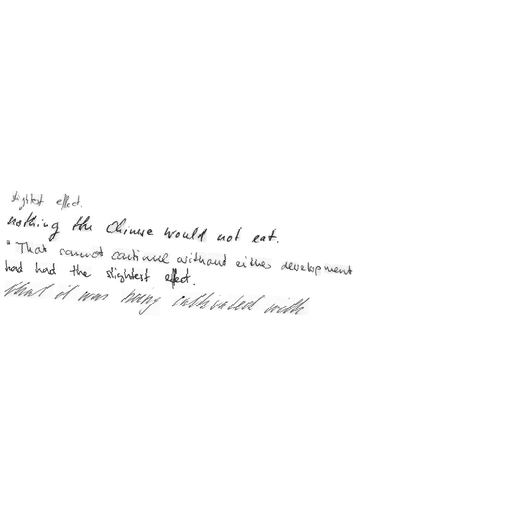 slightest effect.
nothing the Chinese would not eat.
" That cannot continue without either development
had had the slightest effect.
that it was being cultivated with